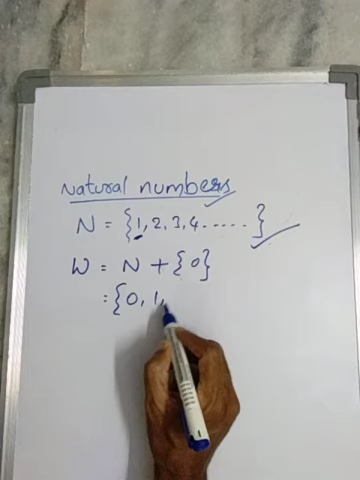 Natural numbers
N = {1, 2, 3, 4.....}
W = N + {0}
= {0, 1,